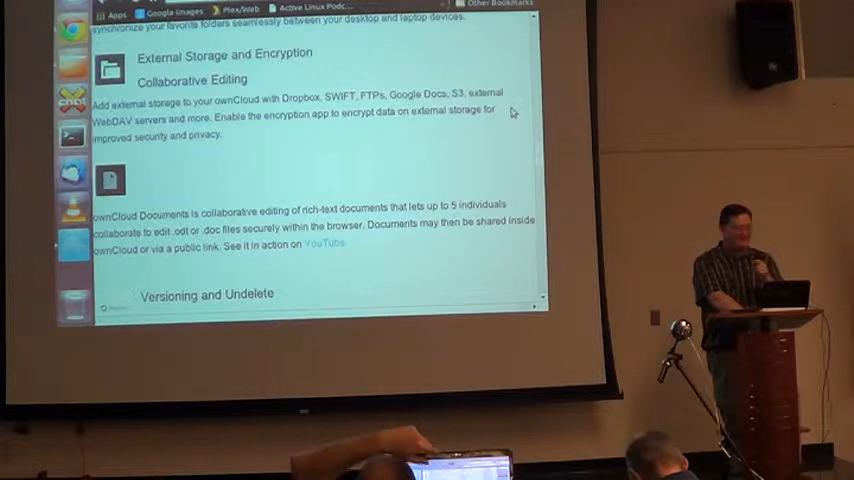 Apps Google Images Plex/Web Active Linux Podc... Other Bookmarks
synchronize your favorite folders seamlessly between your desktop and laptop devices.
External Storage and Encryption
Collaborative Editing
Add external storage to your ownCloud with Dropbox, SWIFT, FTPs, Google Docs, S3, external
WebDAV servers and more. Enable the encryption app to encrypt data on external storage for
improved security and privacy.
ownCloud Documents is collaborative editing of rich-text documents that lets up to 5 individuals
collaborate to edit .odt or .doc files securely within the browser. Documents may then be shared inside
ownCloud or via a public link. See it in action on YouTube.
Versioning and Undelete